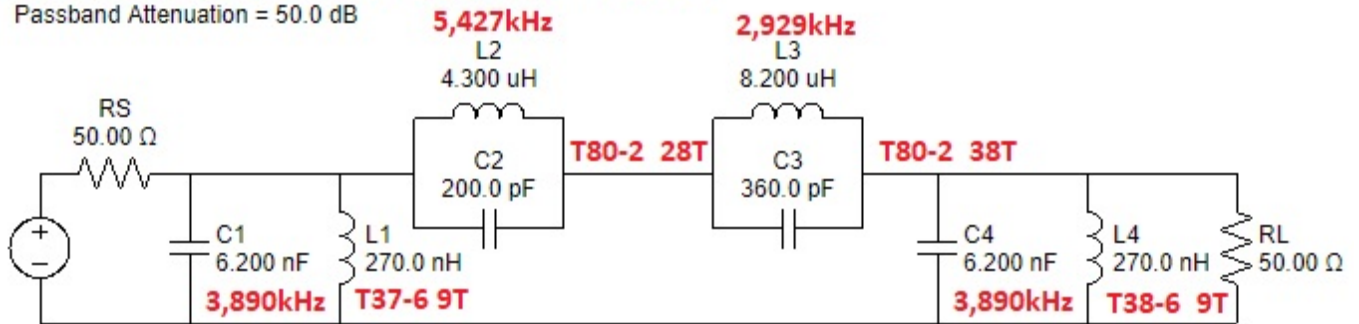 Passband Attenuation = 50.0 dB
5,427kHz
L2
4.300 uH
2,929kHz
L3
8.200 uH
RS
50.00 Ω
C2
200.0 pF
T80-2 28T
C3
360.0 pF
T80-2 38T
C1
6.200 nF
3,890kHz
L1
270.0 nH
T37-6 9T
C4
6.200 nF
3,890kHz
L4
270.0 nH
T38-6 9T
RL
50.00 Ω